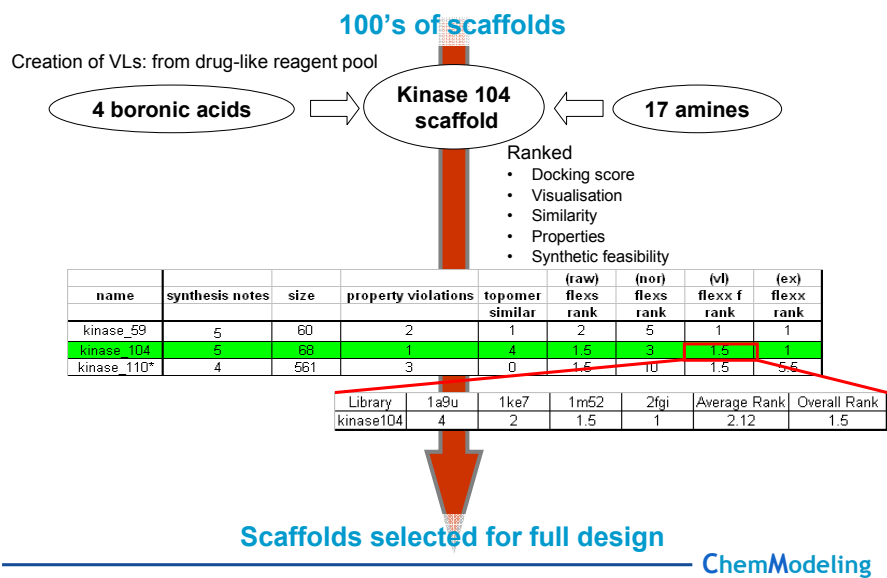 100's of scaffolds
Creation of VLs: from drug-like reagent pool
4 boronic acids
Kinase 104
scaffold
17 amines
Ranked
• Docking score
• Visualisation
• Similarity
• Properties
• Synthetic feasibility
(raw) (nor) (vl) (ex)
name synthesis notes size property violations topomer flexs flexs flexx f flexx
similar rank rank rank rank
kinase_59 5 60 2 1 2 5 1 1
kinase_104 5 68 1 4 1.5 3 1.5 1
kinase_110* 4 561 3 0 1.5 10 1.5 5.5
Library 1a9u 1ke7 1m52 2fgi Average Rank Overall Rank
kinase104 4 2 1.5 1 2.12 1.5
Scaffolds selected for full design
ChemModeling